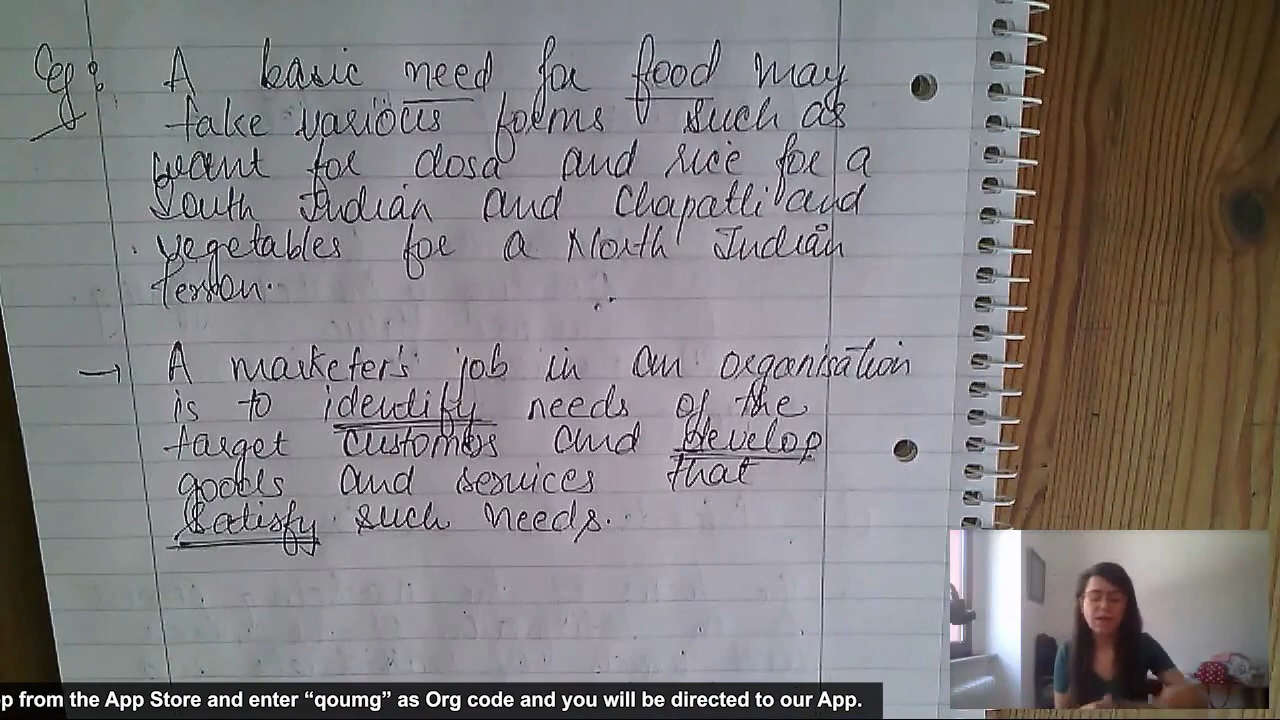 Eg:
A basic need for food may
take various forms such as
want for dosa and rice for a
South Indian and Chapatti and
vegetables for a North Indian
Person.
→ A marketer's job in an organisation
is to identify needs of the
target customers and develop
goods and services that
satisfy such needs.
p from the App Store and enter “qoumg” as Org code and you will be directed to our App.